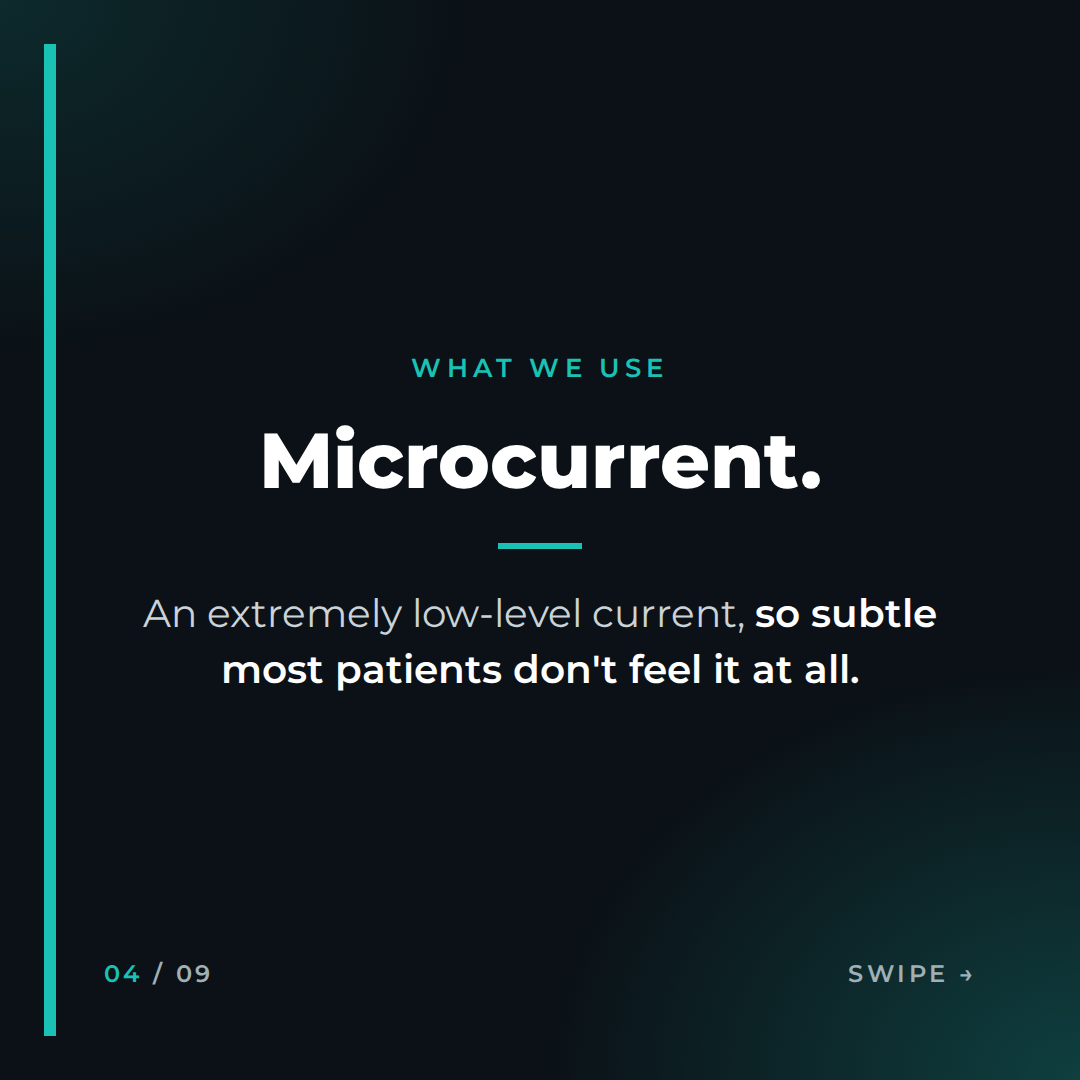 WHAT WE USE
Microcurrent.
An extremely low-level current, so subtle
most patients don't feel it at all.
04 / 09
SWIPE →